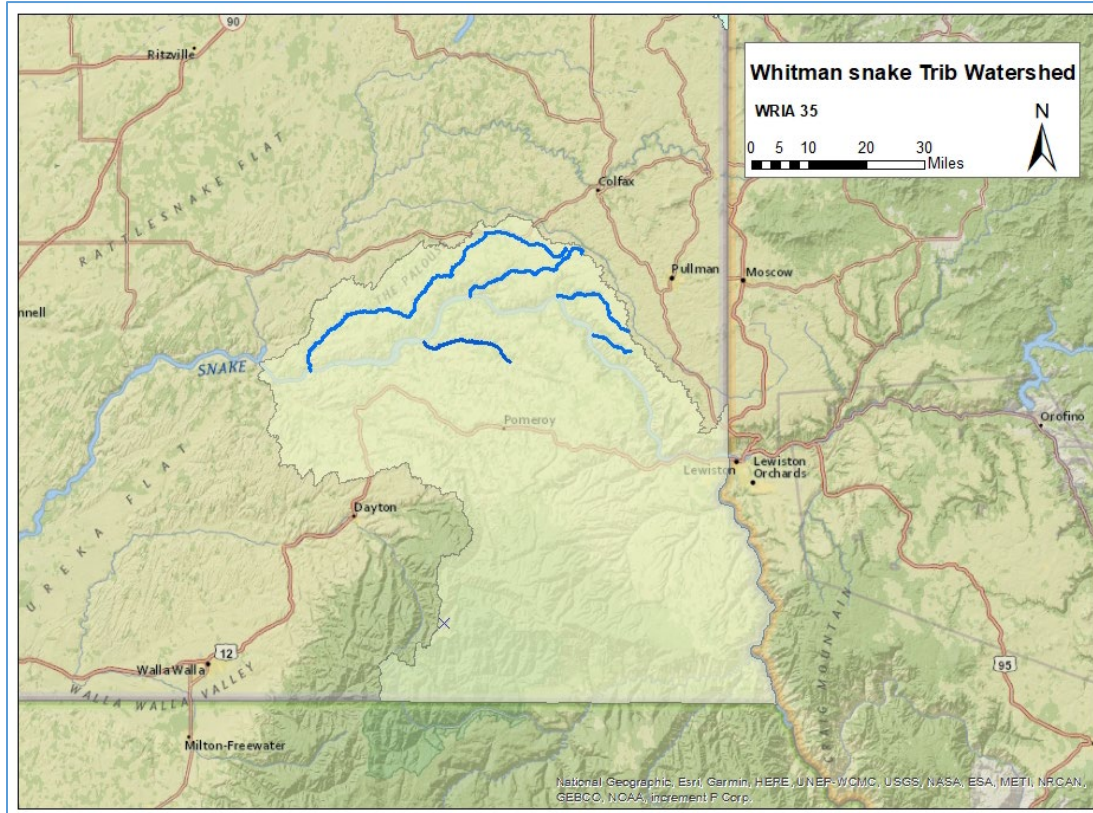 90
Ritzville
Whitman snake Trib Watershed
WRIA 35
N
0 5 10 20 30
Miles
RATTLESNAKE FLAT
Colfax
THE PALOUS
Pullman
Moscow
nnell
SNAKE
Orofino
Pomeroy
Lewiston
Lewiston
Orchards
EUREKA FLAT
Dayton
12
Walla Walla
WALLA WALLA VALLEY
95
CRAIG MOUNTAIN
Milton-Freewater
National Geographic, Esri, Garmin, HERE, UNEP-WCMC, USGS, NASA, ESA, METI, NRCAN,
GEBCO, NOAA, increment P Corp.